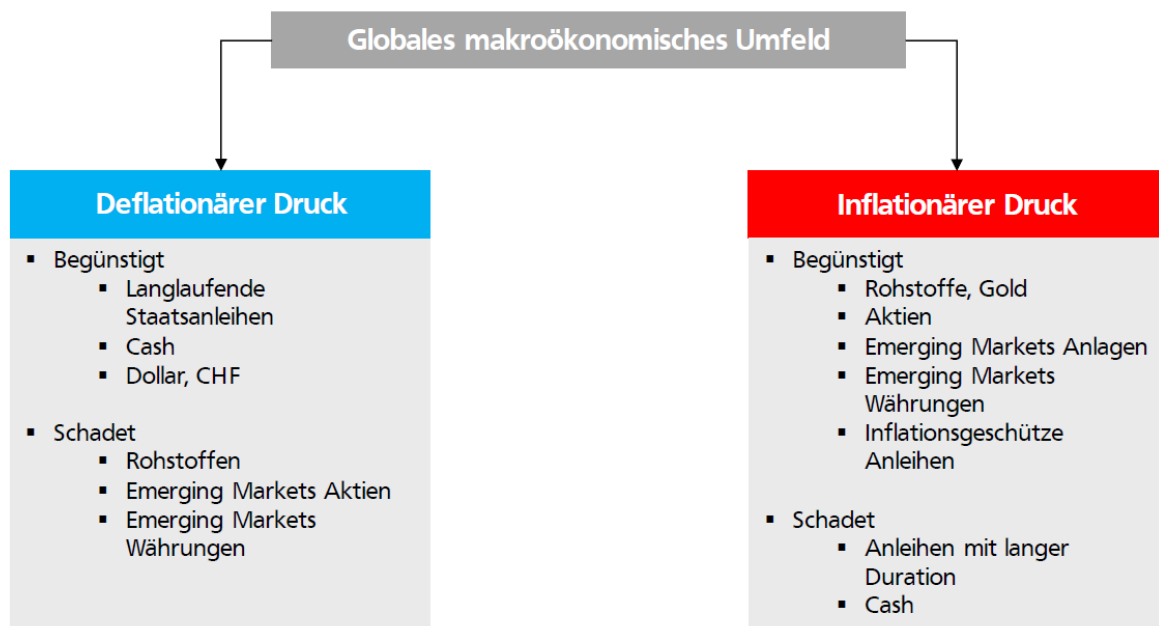 Globales makroökonomisches Umfeld
Deflationärer Druck
▪ Begünstigt
▪ Langlaufende
Staatsanleihen
▪ Cash
▪ Dollar, CHF
▪ Schadet
▪ Rohstoffen
▪ Emerging Markets Aktien
▪ Emerging Markets
Währungen
Inflationärer Druck
▪ Begünstigt
▪ Rohstoffe, Gold
▪ Aktien
▪ Emerging Markets Anlagen
▪ Emerging Markets
Währungen
▪ Inflationsgeschütze
Anleihen
▪ Schadet
▪ Anleihen mit langer
Duration
▪ Cash